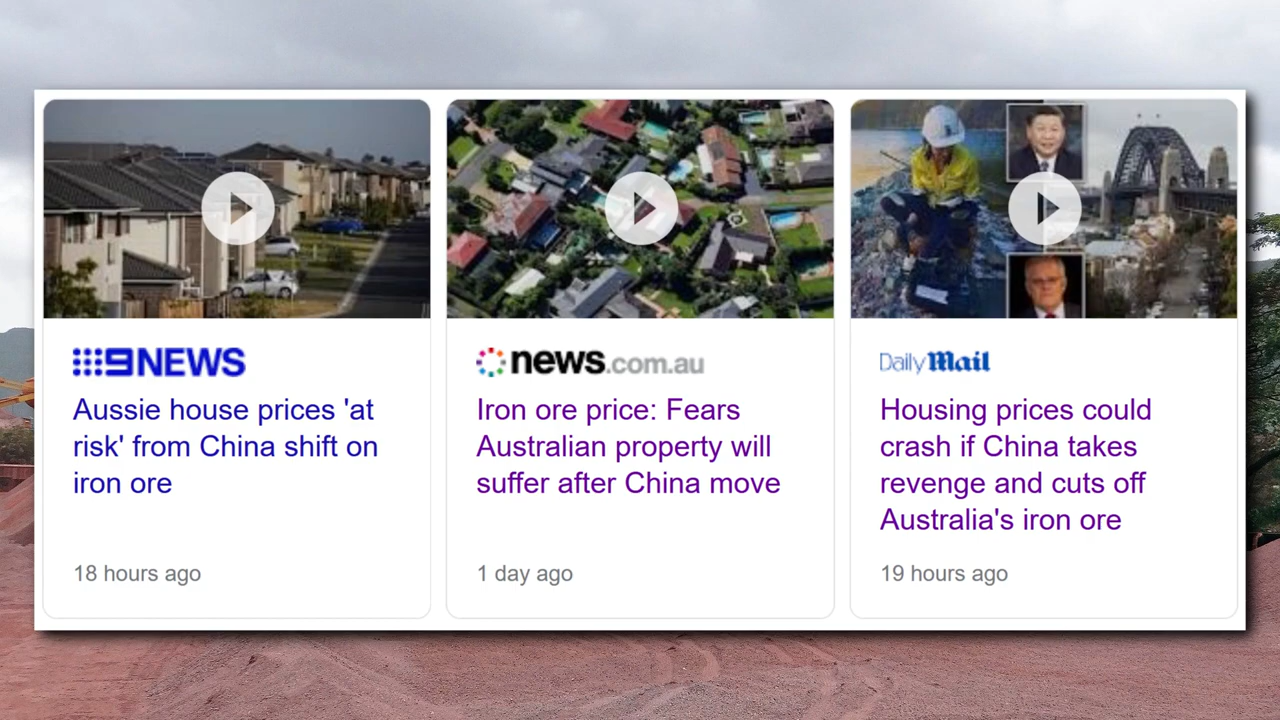 9NEWS
Aussie house prices 'at
risk' from China shift on
iron ore
18 hours ago
news.com.au
Iron ore price: Fears
Australian property will
suffer after China move
1 day ago
Daily Mail
Housing prices could
crash if China takes
revenge and cuts off
Australia's iron ore
19 hours ago